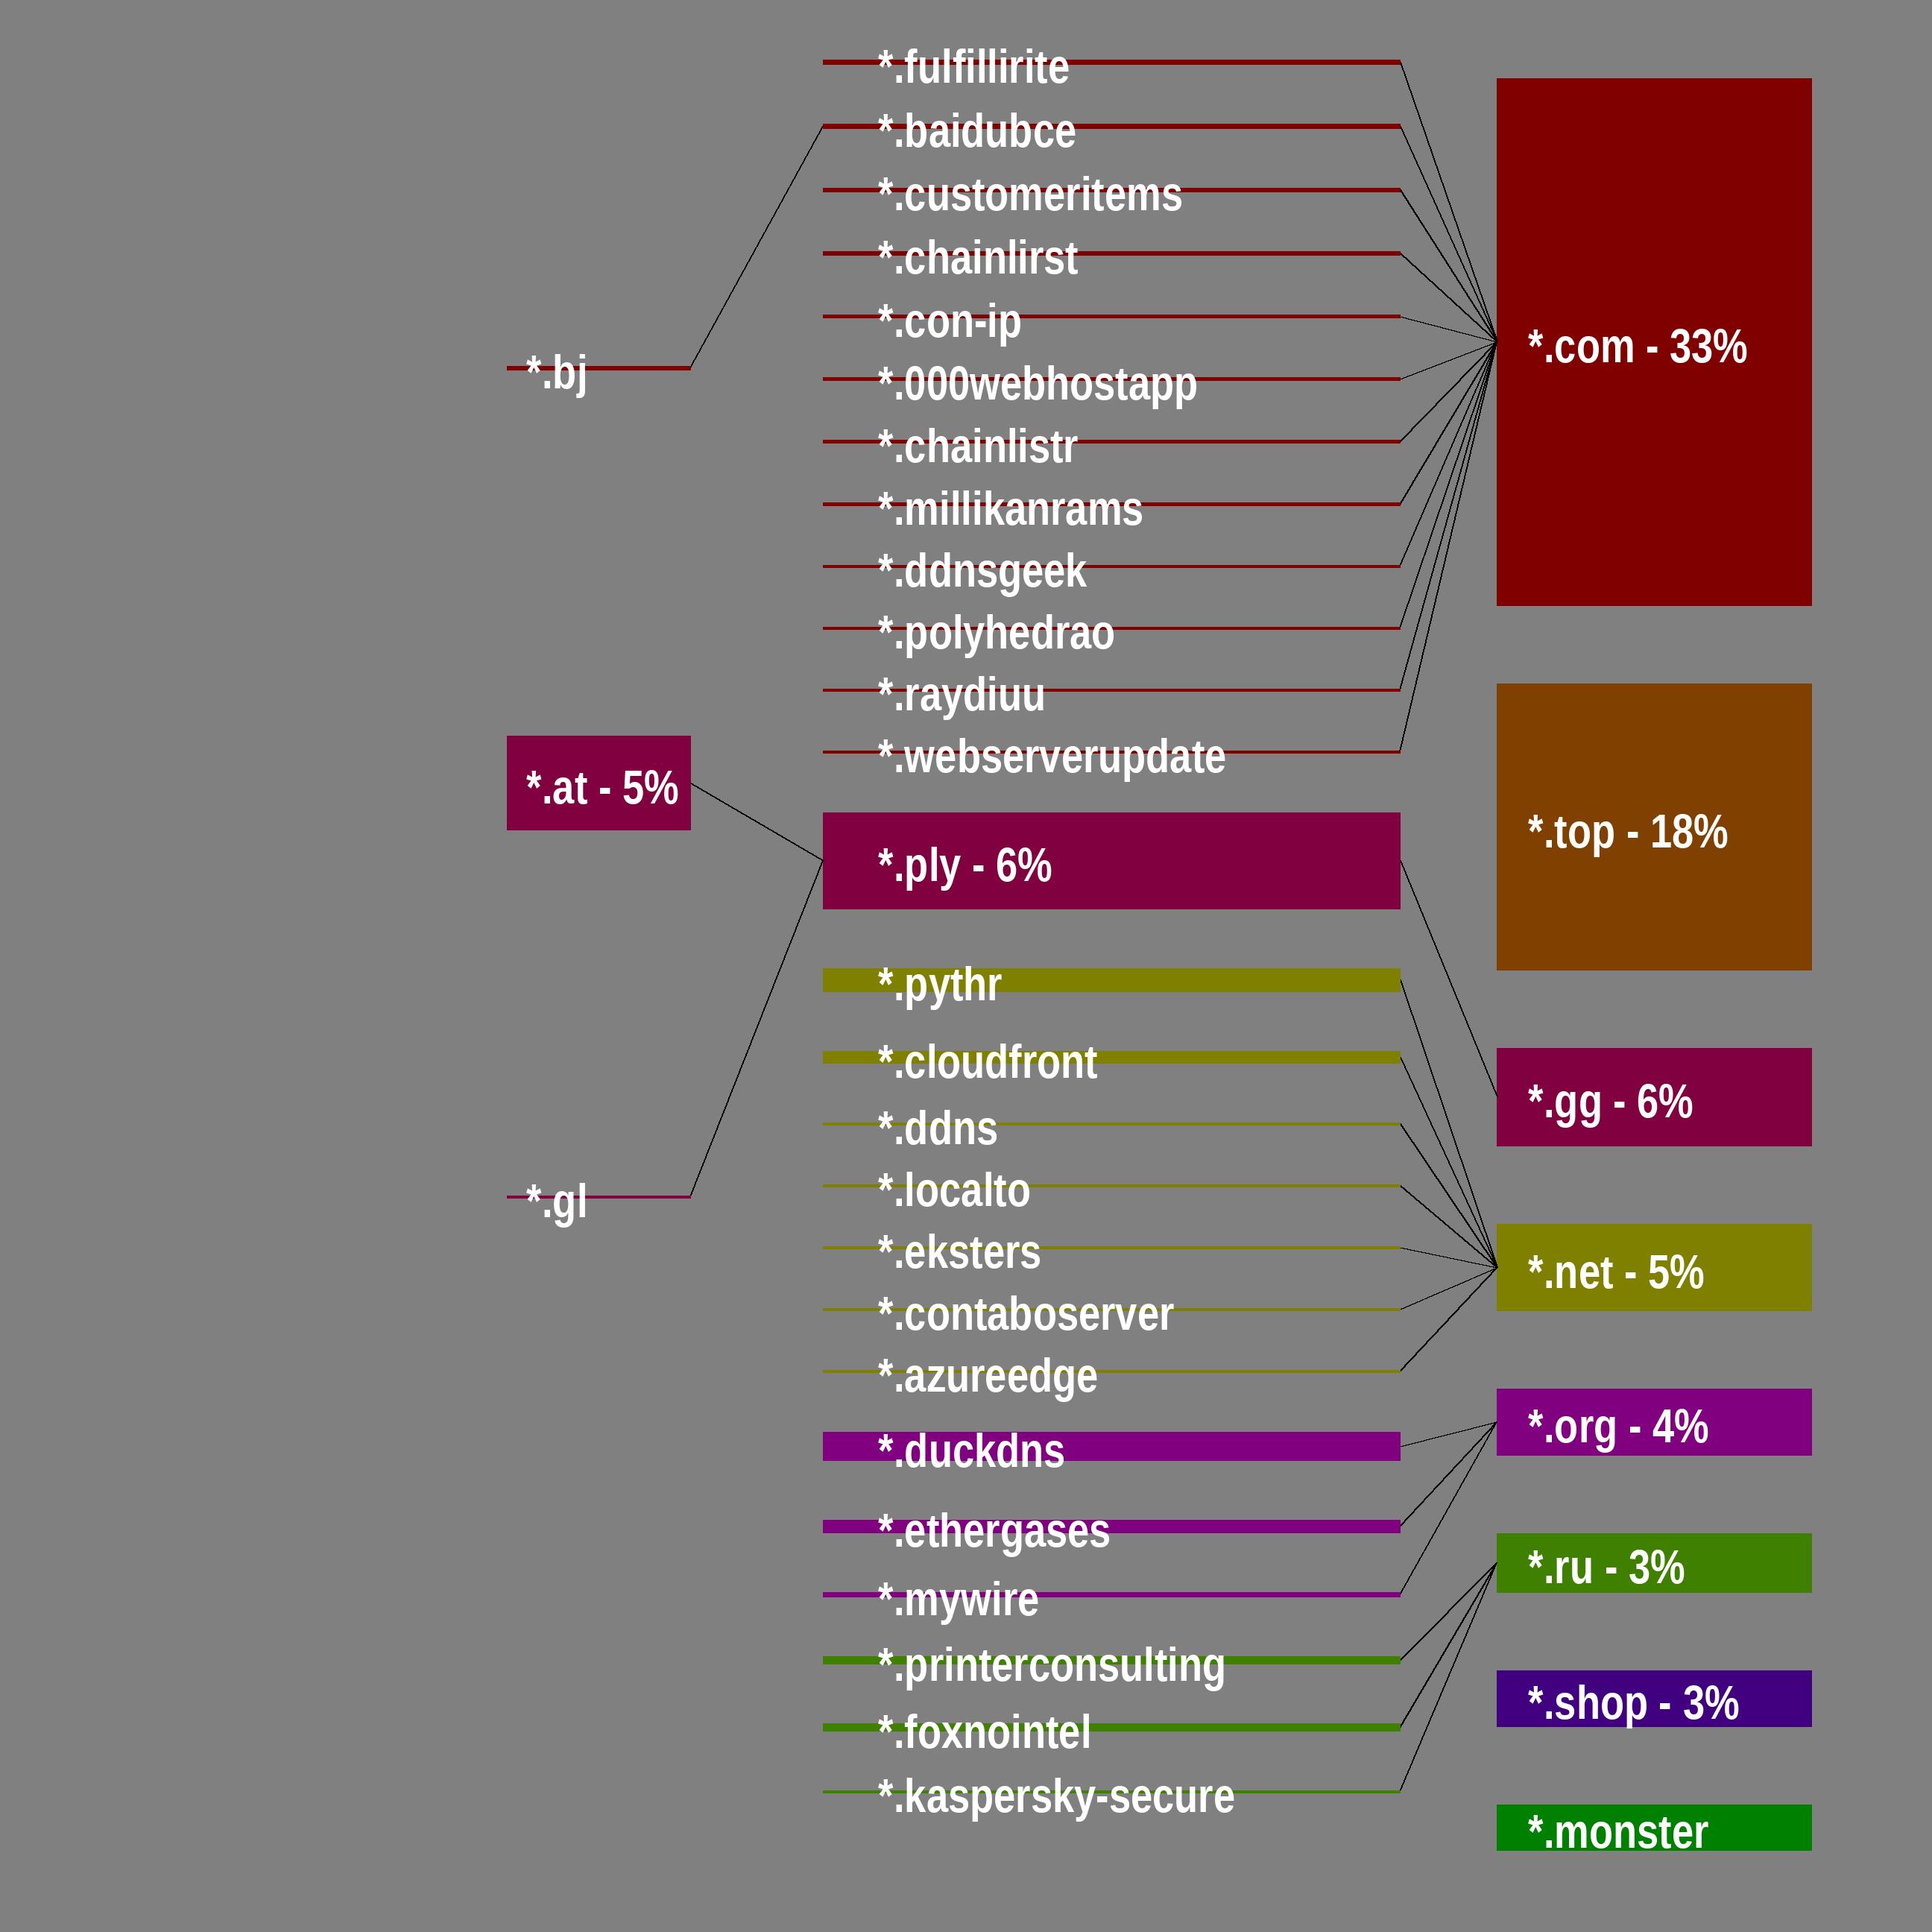 *.fulfillirite
*.baidubce
*.customeritems
*.chainlirst
*.con-ip
*.com - 33%
*.bj
*.000webhostapp
*.chainlistr
*.millikanrams
*.ddnsgeek
*.polyhedrao
*.raydiuu
*.webserverupdate
*.at - 5%
*.top - 18%
*.ply - 6%
*.pythr
*.cloudfront
*.gg - 6%
*.ddns
*.localto
*.gl
*.eksters
*.net - 5%
*.contaboserver
*.azureedge
*.org - 4%
*.duckdns
*.ethergases
*.ru - 3%
*.mywire
*.printerconsulting
*.shop - 3%
*.foxnointel
*.kaspersky-secure
*.monster